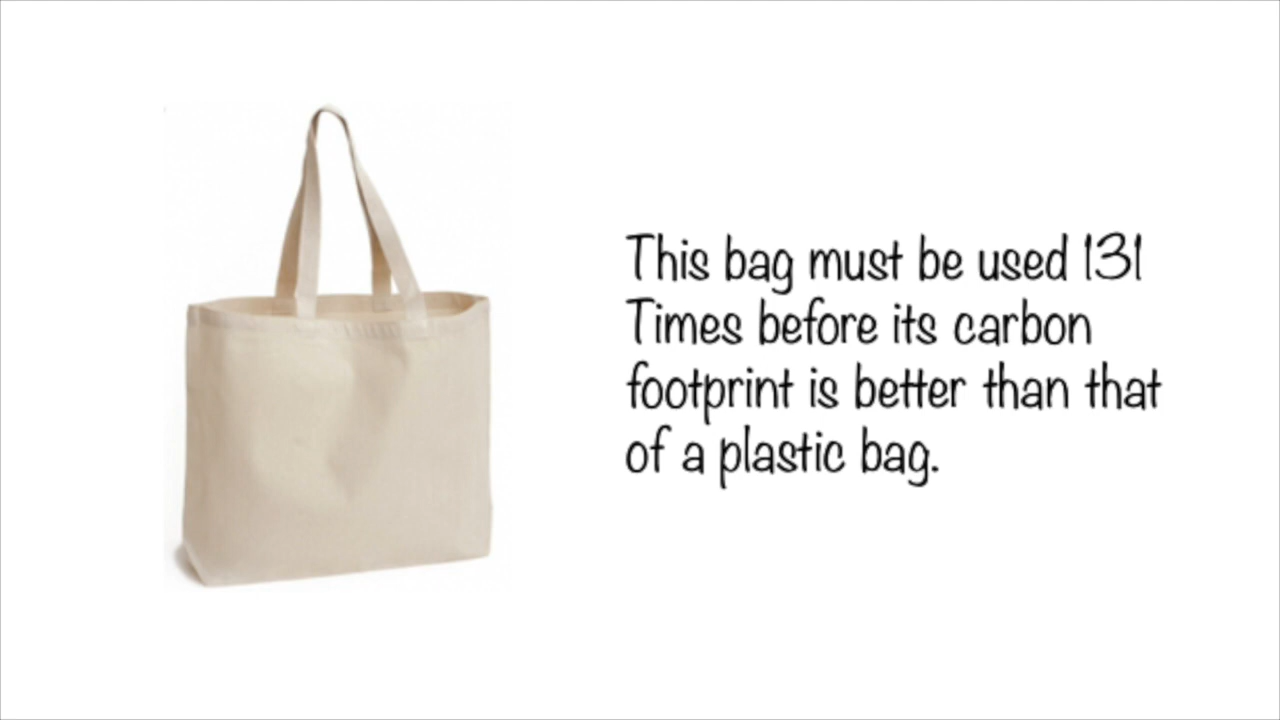 This bag must be used 131
Times before its carbon
footprint is better than that
of a plastic bag.